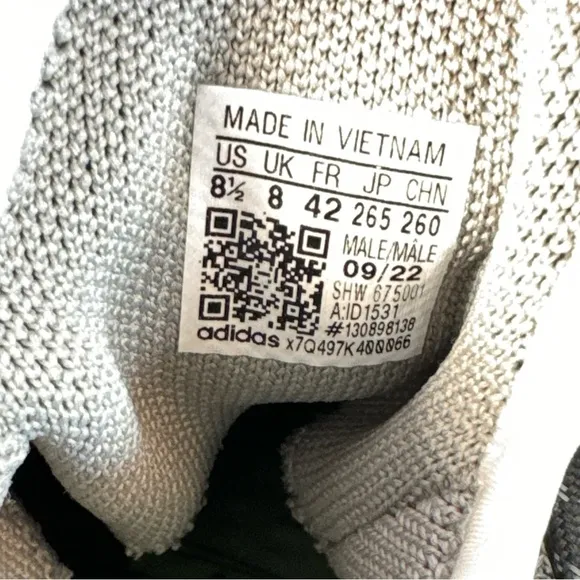 MADE IN VIETNAM
US UK FR JP CHN
8½ 8 42 265 260
MALE/MÂLE
09/22
SHW 675001
A:ID1531
#130898138
adidas x7Q497K400066